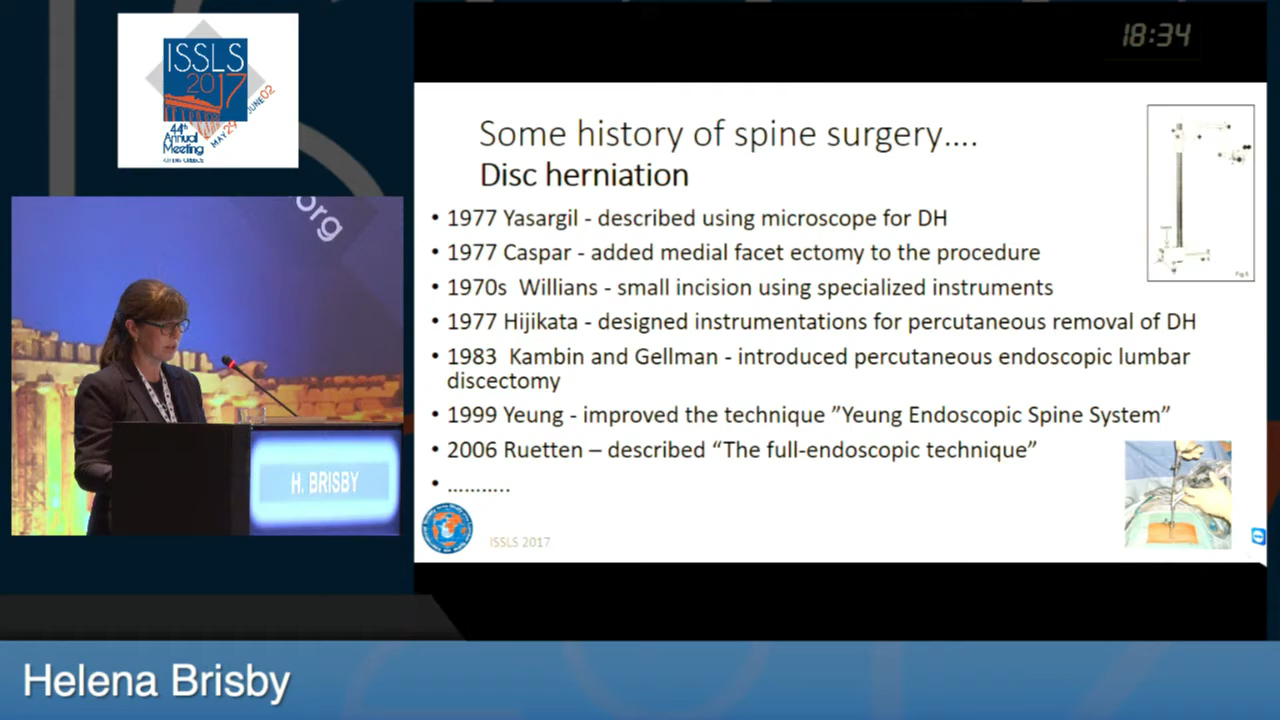 ISSLS
2017
44th
Annual
Meeting
MAY 29
JUNE 02
ATHENS GREECE
org
H. BRISBY
18:34
Some history of spine surgery....
Disc herniation
• 1977 Yasargil - described using microscope for DH
• 1977 Caspar - added medial facet ectomy to the procedure
• 1970s Willians - small incision using specialized instruments
• 1977 Hijikata - designed instrumentations for percutaneous removal of DH
• 1983 Kambin and Gellman - introduced percutaneous endoscopic lumbar
discectomy
• 1999 Yeung - improved the technique ”Yeung Endoscopic Spine System”
• 2006 Ruetten – described “The full-endoscopic technique”
• ...........
ISSLS 2017
Helena Brisby